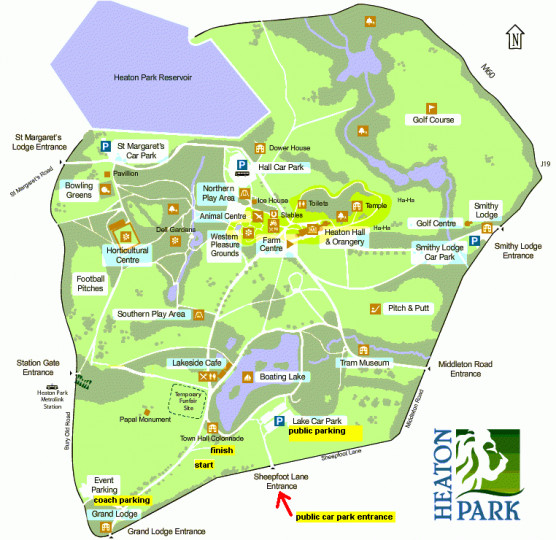 N
M60
Heaton Park Reservoir
Golf Course
St Margaret's
Lodge Entrance
St Margaret's
Car Park
Dower House
J19
St Margaret's Road
Pavilion
Hall Car Park
Bowling
Greens
Northern
Play Area
Ice House
Toilets
Temple
Ha-Ha
Smithy
Lodge
Animal Centre
Stables
Golf Centre
Dell Gardens
Ha-Ha
Smithy Lodge
Entrance
Horticultural
Centre
Western
Pleasure
Grounds
Farm
Centre
Heaton Hall
& Orangery
Smithy Lodge
Car Park
Football
Pitches
Southern Play Area
Pitch & Putt
Station Gate
Entrance
Lakeside Cafe
Tram Museum
Middleton Road
Entrance
Heaton Park
Metrolink
Station
Boating Lake
Temporary
Funfair
Site
Middleton Road
Bury Old Road
Papal Monument
Lake Car Park
public parking
Town Hall Colonnade
finish
start
Sheepfoot Lane
Sheepfoot Lane
Entrance
Event
Parking
coach parking
Grand Lodge
public car park entrance
Grand Lodge Entrance
HEATON
PARK